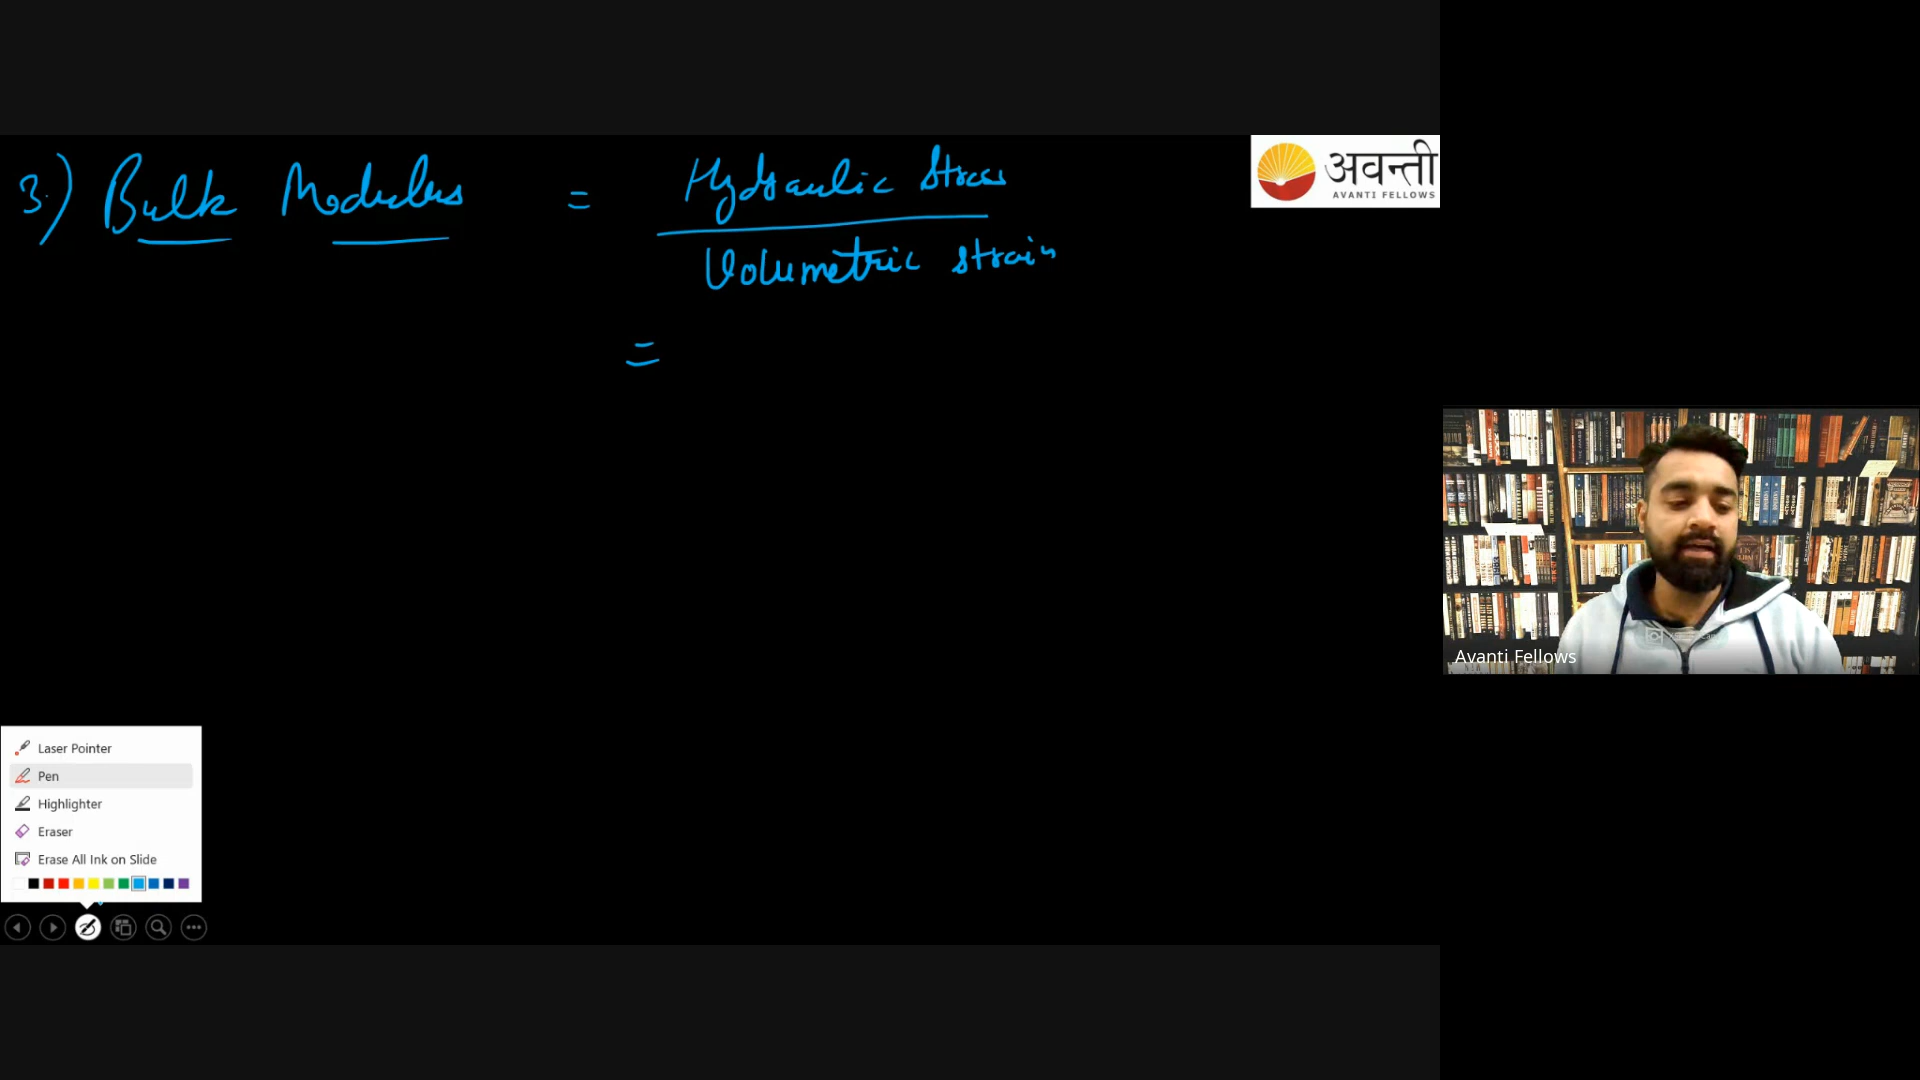 3.) Bulk Modulus = Hydraulic Stress
Volumetric strain
=
अवन्ती
AVANTI FELLOWS
Avanti Fellows
Laser Pointer
Pen
Highlighter
Eraser
Erase All Ink on Slide